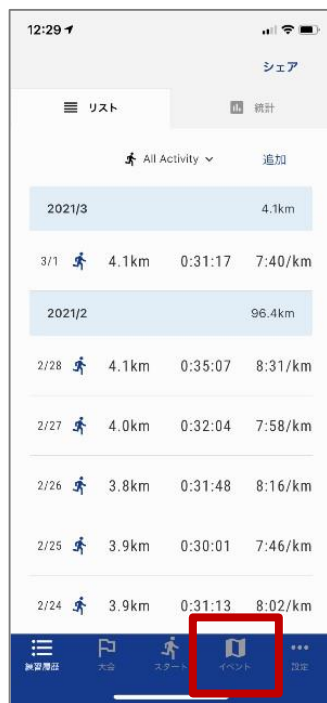 12:29
シェア
リスト
統計
All Activity
追加
2021/3 4.1km
3/1 4.1km 0:31:17 7:40/km
2021/2 96.4km
2/28 4.1km 0:35:07 8:31/km
2/27 4.0km 0:32:04 7:58/km
2/26 3.8km 0:31:48 8:16/km
2/25 3.9km 0:30:01 7:46/km
2/24 3.9km 0:31:13 8:02/km
練習履歴 大会 スタート イベント 設定